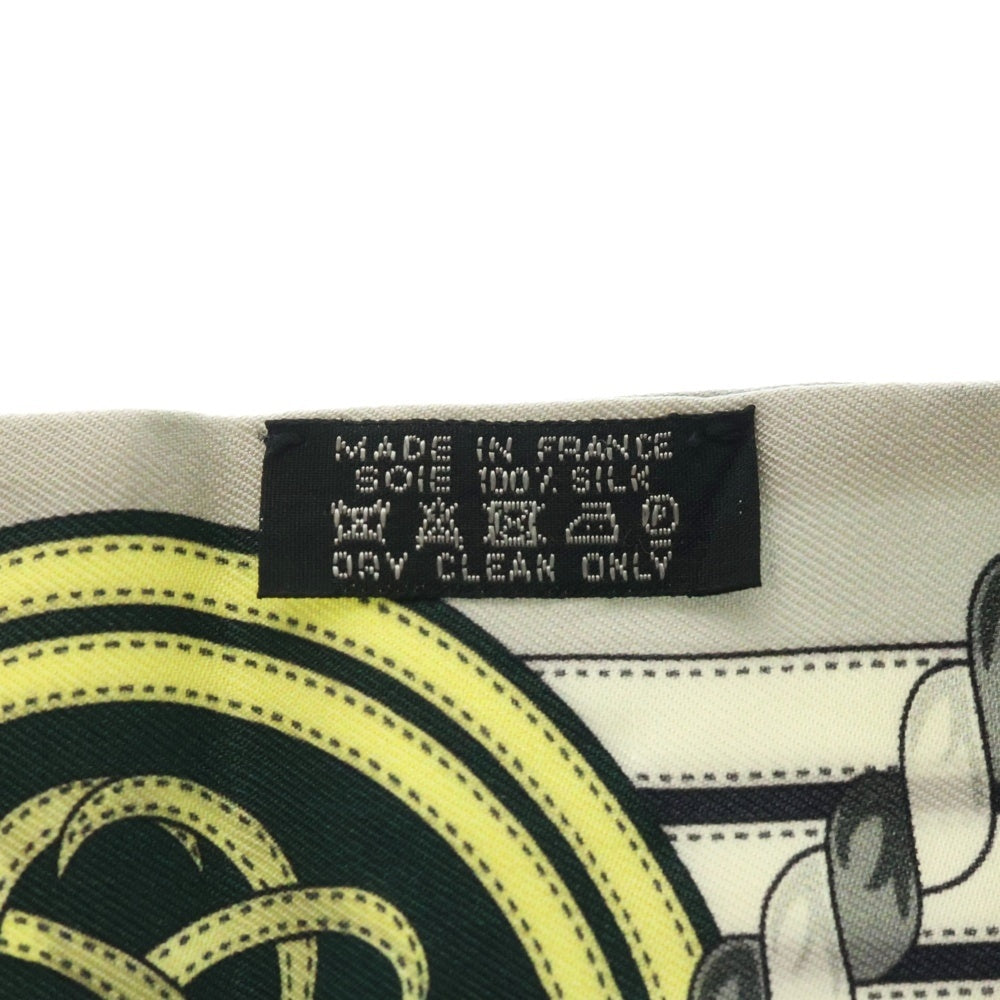 MADE IN FRANCE
SOIE 100% SILK
P
DRY CLEAN ONLY